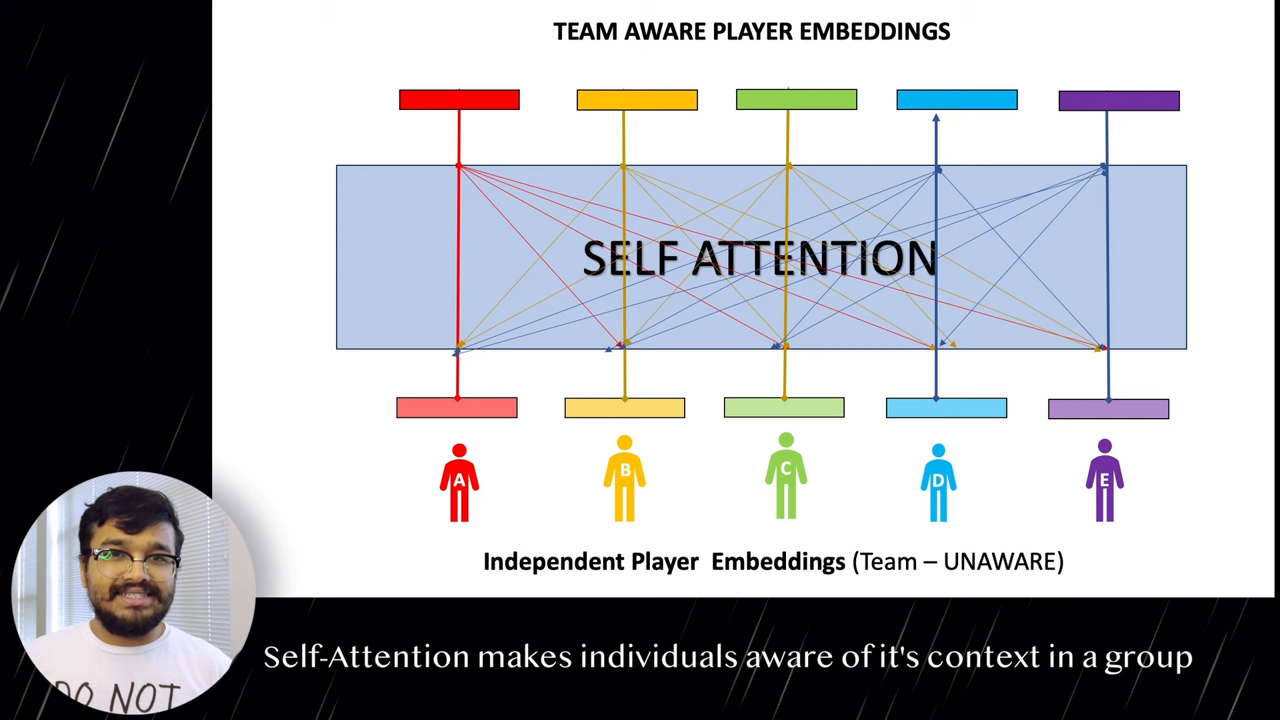 TEAM AWARE PLAYER EMBEDDINGS
SELF ATTENTION
A B C D E
Independent Player Embeddings (Team – UNAWARE)
DO NOT
Self-Attention makes individuals aware of it's context in a group